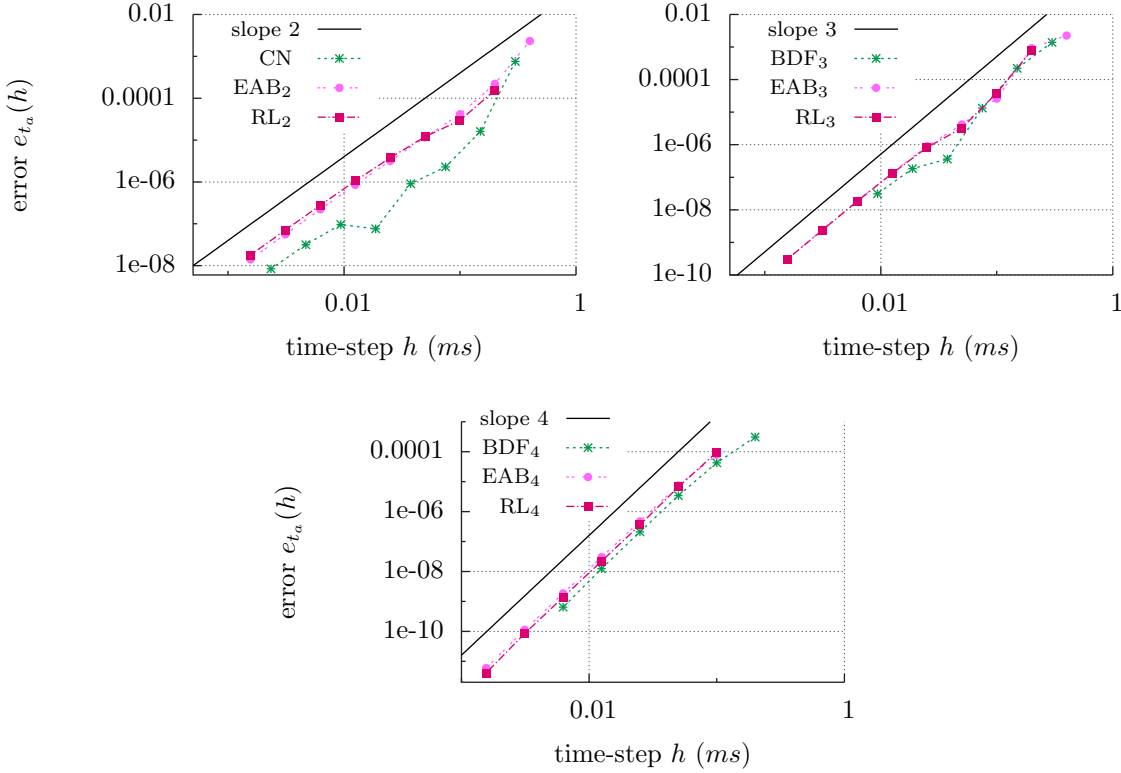 slope 2
CN
EAB2
RL2
0.01
0.0001
1e-06
1e-08
error e_{t_a}(h)
0.01
1
time-step h (ms)
slope 3
BDF3
EAB3
RL3
0.01
0.0001
1e-06
1e-08
1e-10
0.01
1
time-step h (ms)
slope 4
BDF4
EAB4
RL4
0.0001
1e-06
1e-08
1e-10
error e_{t_a}(h)
0.01
1
time-step h (ms)